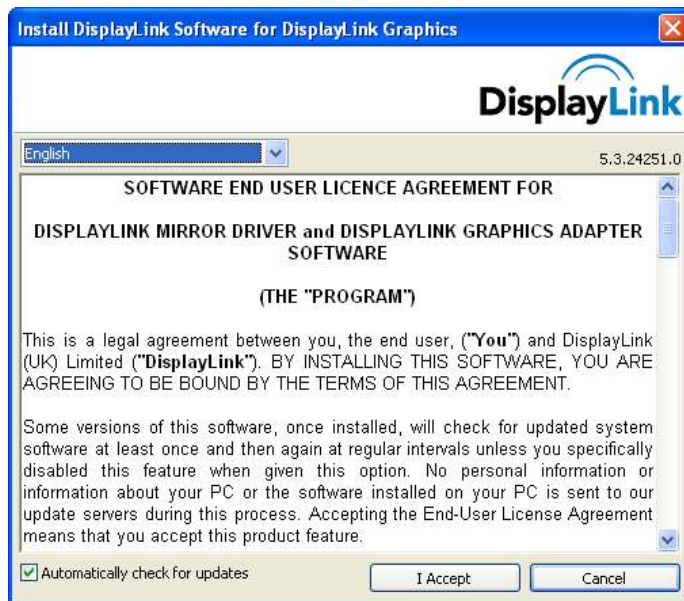 Install DisplayLink Software for DisplayLink Graphics
DisplayLink
English
5.3.24251.0
SOFTWARE END USER LICENCE AGREEMENT FOR
DISPLAYLINK MIRROR DRIVER and DISPLAYLINK GRAPHICS ADAPTER
SOFTWARE
(THE "PROGRAM")
This is a legal agreement between you, the end user, ("You") and DisplayLink
(UK) Limited ("DisplayLink"). BY INSTALLING THIS SOFTWARE, YOU ARE
AGREEING TO BE BOUND BY THE TERMS OF THIS AGREEMENT.
Some versions of this software, once installed, will check for updated system
software at least once and then again at regular intervals unless you specifically
disabled this feature when given this option. No personal information or
information about your PC or the software installed on your PC is sent to our
update servers during this process. Accepting the End-User License Agreement
means that you accept this product feature.
Automatically check for updates
I Accept
Cancel